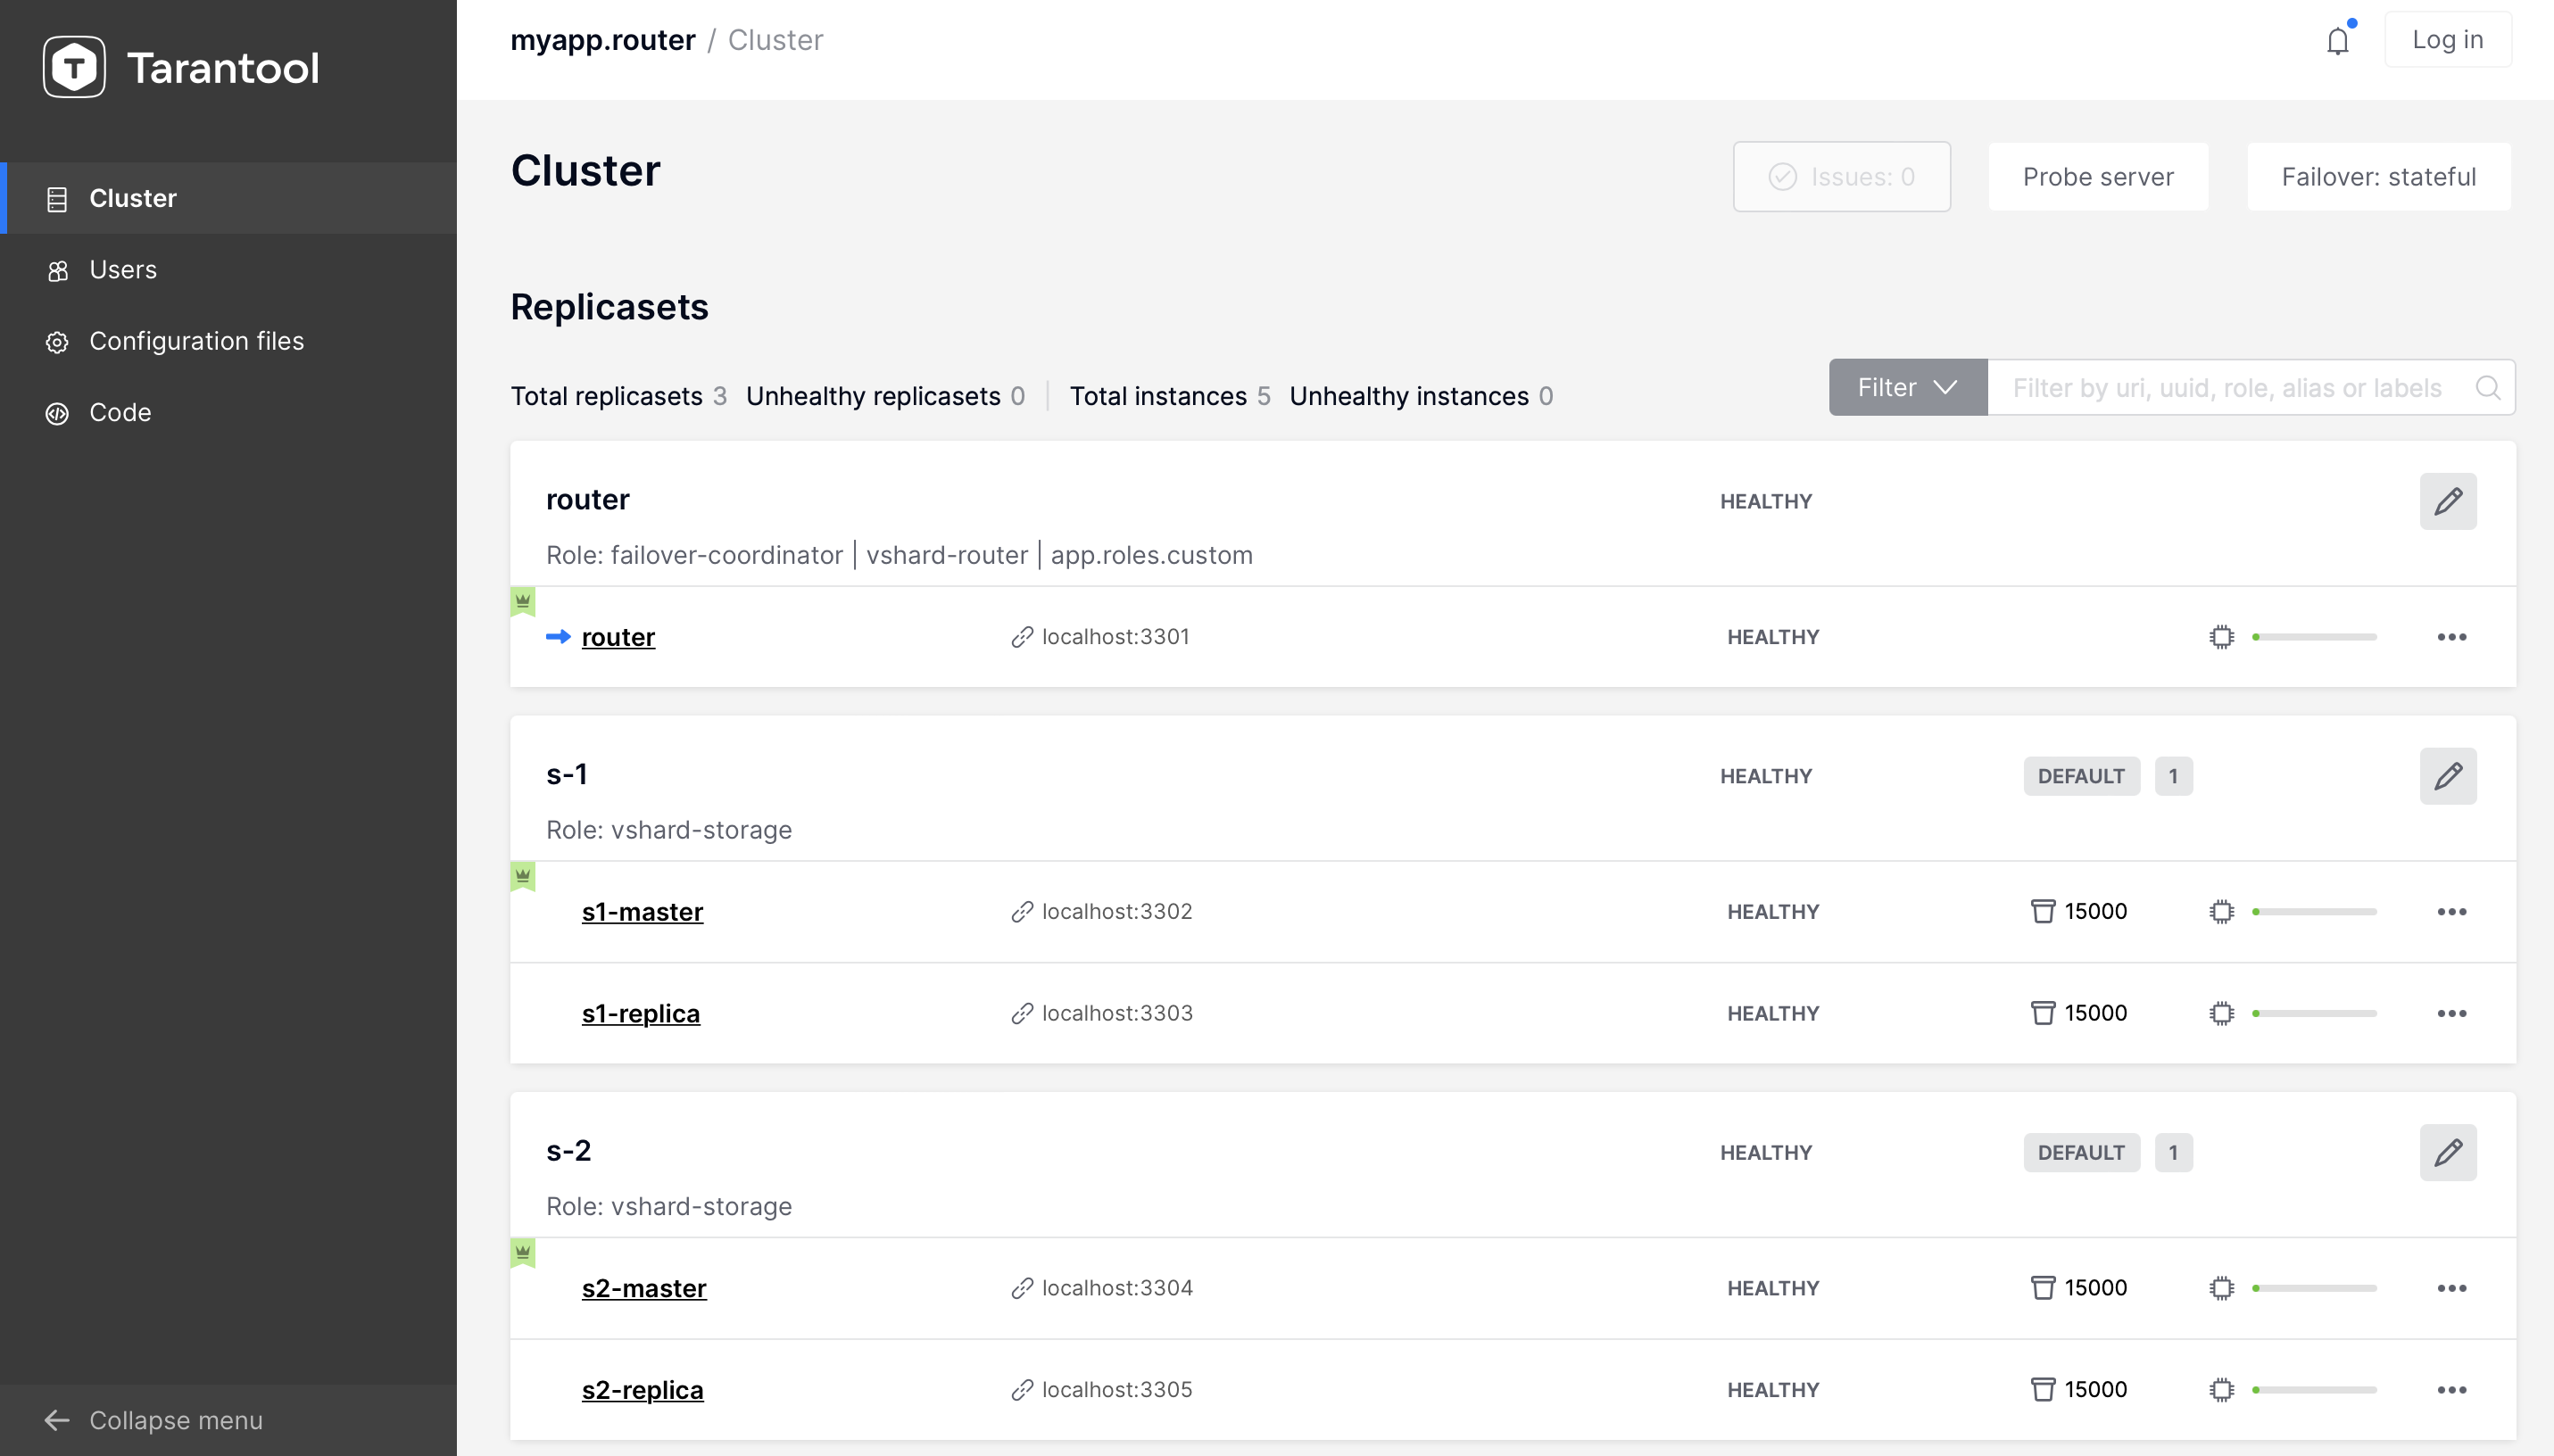 Tarantool
Cluster
Users
Configuration files
Code
Collapse menu
myapp.router / Cluster
Log in
Cluster
Issues: 0
Probe server
Failover: stateful
Replicasets
Total replicasets 3 Unhealthy replicasets 0 | Total instances 5 Unhealthy instances 0
Filter
Filter by uri, uuid, role, alias or labels
router HEALTHY
Role: failover-coordinator | vshard-router | app.roles.custom
router localhost:3301 HEALTHY
s-1 HEALTHY DEFAULT 1
Role: vshard-storage
s1-master localhost:3302 HEALTHY 15000
s1-replica localhost:3303 HEALTHY 15000
s-2 HEALTHY DEFAULT 1
Role: vshard-storage
s2-master localhost:3304 HEALTHY 15000
s2-replica localhost:3305 HEALTHY 15000